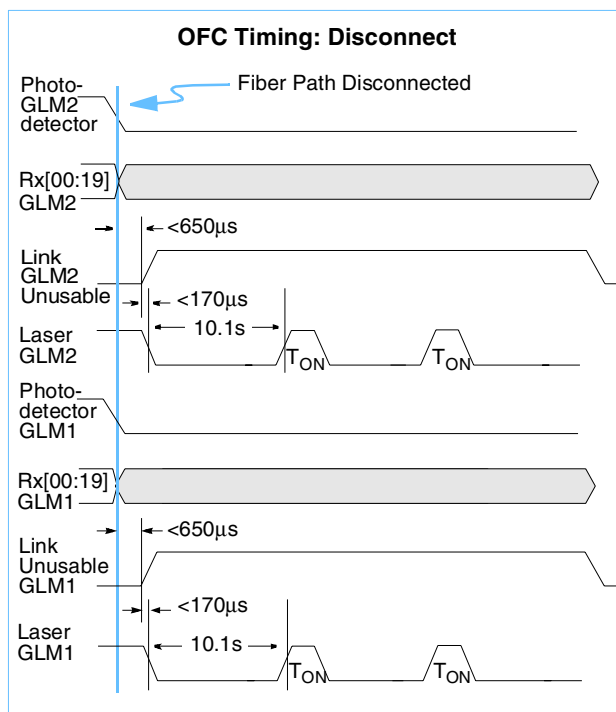 OFC Timing: Disconnect
Fiber Path Disconnected
Photo-
GLM2
detector
Rx[00:19]
GLM2
<650µs
Link
GLM2
Unusable
<170µs
10.1s
Laser
GLM2
TON
TON
Photo-
detector
GLM1
Rx[00:19]
GLM1
<650µs
Link
Unusable
GLM1
<170µs
10.1s
Laser
GLM1
TON
TON